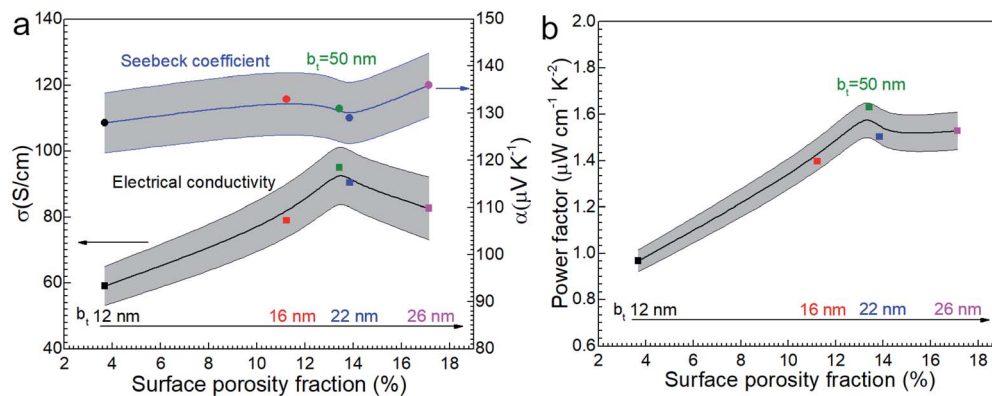 a
b
σ(S/cm)
140
120
100
80
60
40
α(μV K⁻¹)
150
140
130
120
110
100
90
80
Seebeck coefficient
bₜ=50 nm
Electrical conductivity
bₜ 12 nm
16 nm
22 nm
26 nm
2 4 6 8 10 12 14 16 18
Surface porosity fraction (%)
Power factor (μW cm⁻¹ K⁻²)
2.0
1.8
1.6
1.4
1.2
1.0
0.8
0.6
bₜ=50 nm
bₜ 12 nm
16 nm
22 nm
26 nm
2 4 6 8 10 12 14 16 18
Surface porosity fraction (%)